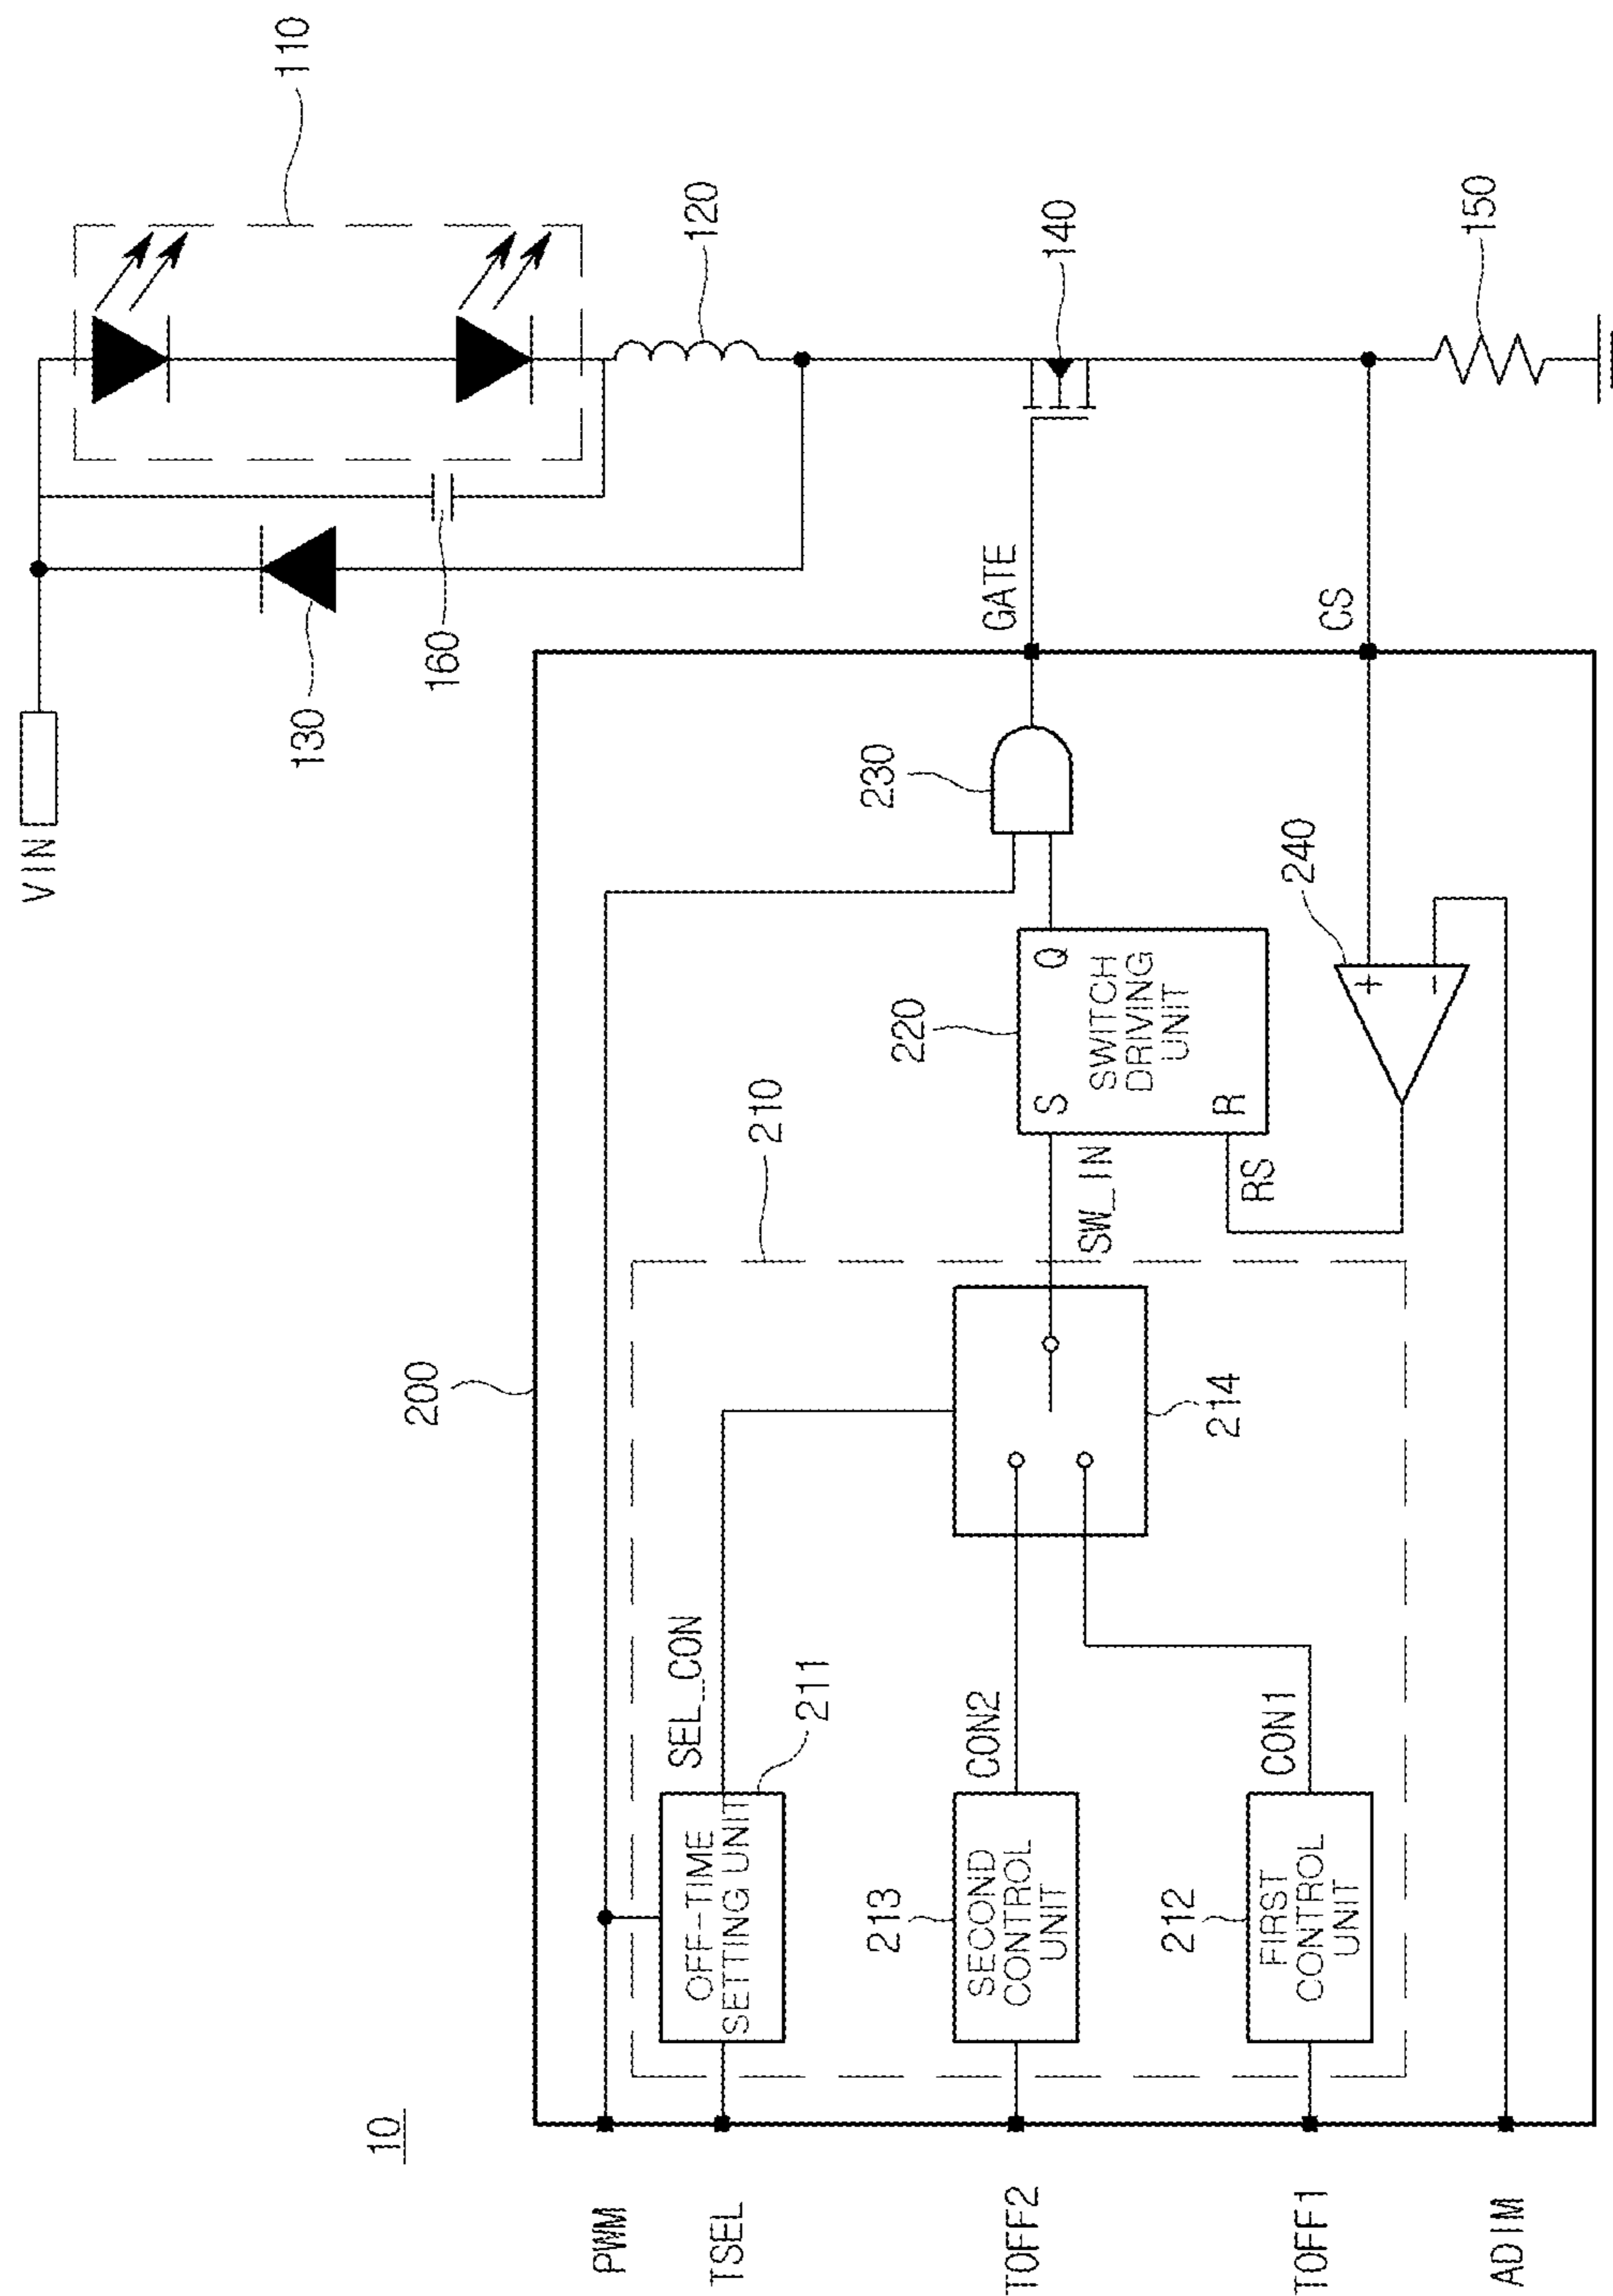 10
VIN
110
130
160
120
200
PWM
TSEL
TOFF2
TOFF1
ADIM
210
OFF-TIME
SETTING UNIT
SEL_CON
211
213
SECOND
CONTROL
UNIT
CON2
212
FIRST
CONTROL
UNIT
CON1
214
SW_IN
220
S
Q
SWITCH
DRIVING
UNIT
R
RS
230
240
+
-
GATE
CS
140
150